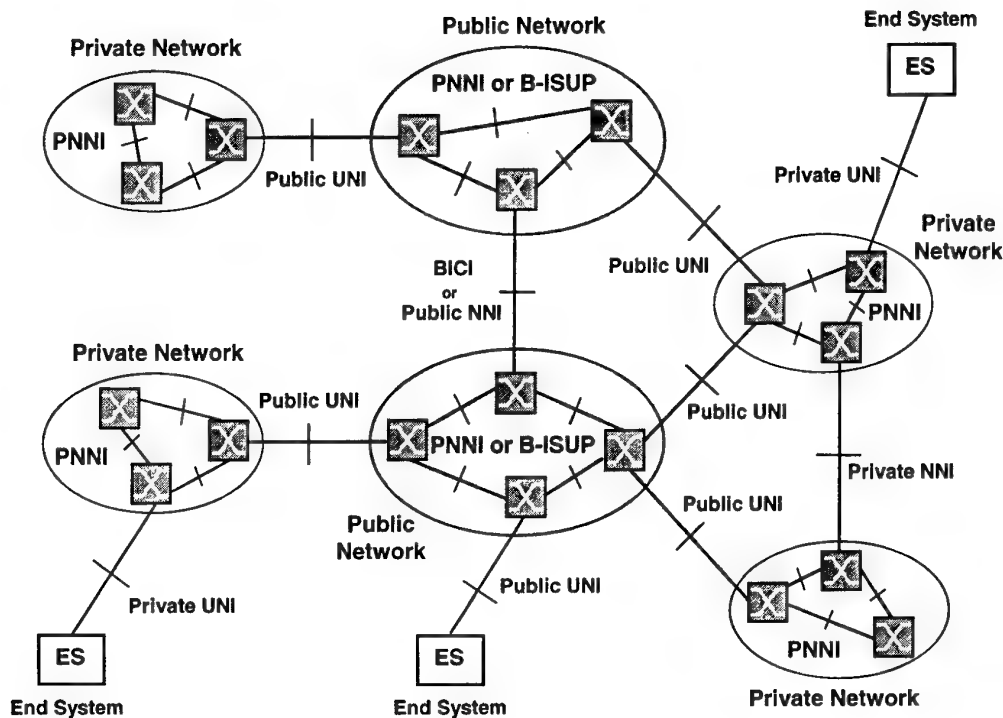 End System
ES
Public Network
Private Network
PNNI or B-ISUP
PNNI
Public UNI
Private UNI
Private
Network
Public UNI
BICI
or
Public NNI
PNNI
Private Network
Public UNI
Public UNI
PNNI
PNNI or B-ISUP
Private NNI
Public UNI
Public
Network
Private UNI
Public UNI
PNNI
ES
ES
End System
End System
Private Network